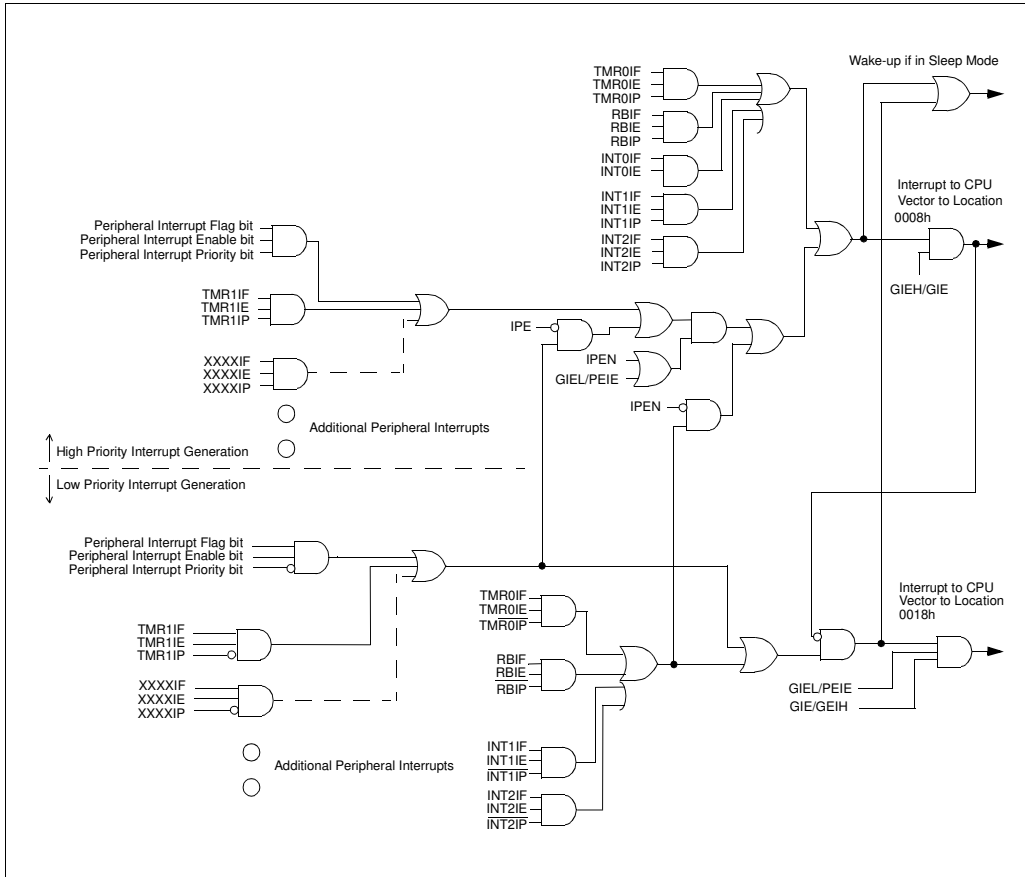 Wake-up if in Sleep Mode
TMR0IF
TMR0IE
TMR0IP
RBIF
RBIE
RBIP
INT0IF
INT0IE
INT1IF
INT1IE
INT1IP
INT2IF
INT2IE
INT2IP
Interrupt to CPU
Vector to Location
0008h
GIEH/GIE
Peripheral Interrupt Flag bit
Peripheral Interrupt Enable bit
Peripheral Interrupt Priority bit
TMR1IF
TMR1IE
TMR1IP
XXXXIF
XXXXIE
XXXXIP
Additional Peripheral Interrupts
IPE
IPEN
GIEL/PEIE
IPEN
High Priority Interrupt Generation
Low Priority Interrupt Generation
Peripheral Interrupt Flag bit
Peripheral Interrupt Enable bit
Peripheral Interrupt Priority bit
TMR1IF
TMR1IE
TMR1IP
XXXXIF
XXXXIE
XXXXIP
Additional Peripheral Interrupts
TMR0IF
TMR0IE
TMR0IP
RBIF
RBIE
RBIP
INT1IF
INT1IE
INT1IP
INT2IF
INT2IE
INT2IP
Interrupt to CPU
Vector to Location
0018h
GIEL/PEIE
GIE/GEIH